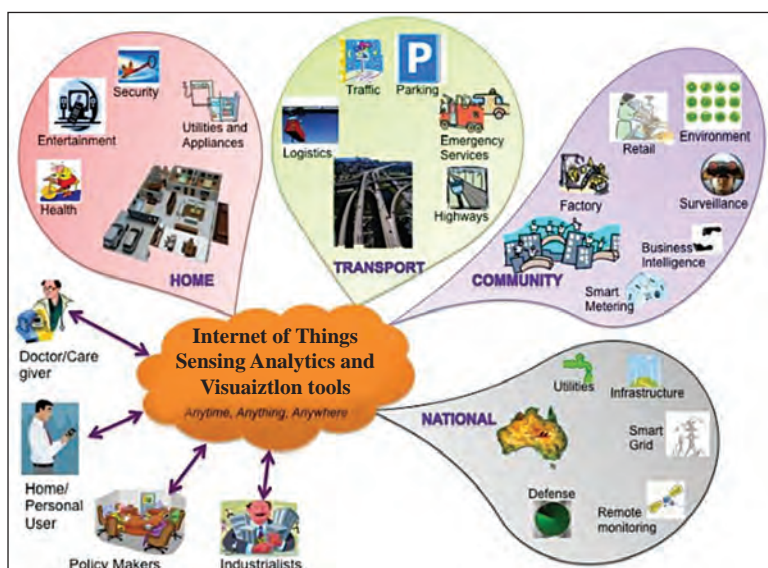 Security
Entertainment
Utilities and
Appliances
Health
HOME
Traffic
P
Parking
Logistics
Emergency
Services
Highways
TRANSPORT
Retail
Environment
Factory
Surveillance
Business
Intelligence
COMMUNITY
Smart
Metering
Internet of Things
Sensing Analytics and
Visuaiztlon tools
Anytime, Anything, Anywhere
Doctor/Care
giver
Home/
Personal
User
Policy Makers
Industrialists
NATIONAL
Utilities
Infrastructure
Smart
Grid
Defense
Remote
monitoring